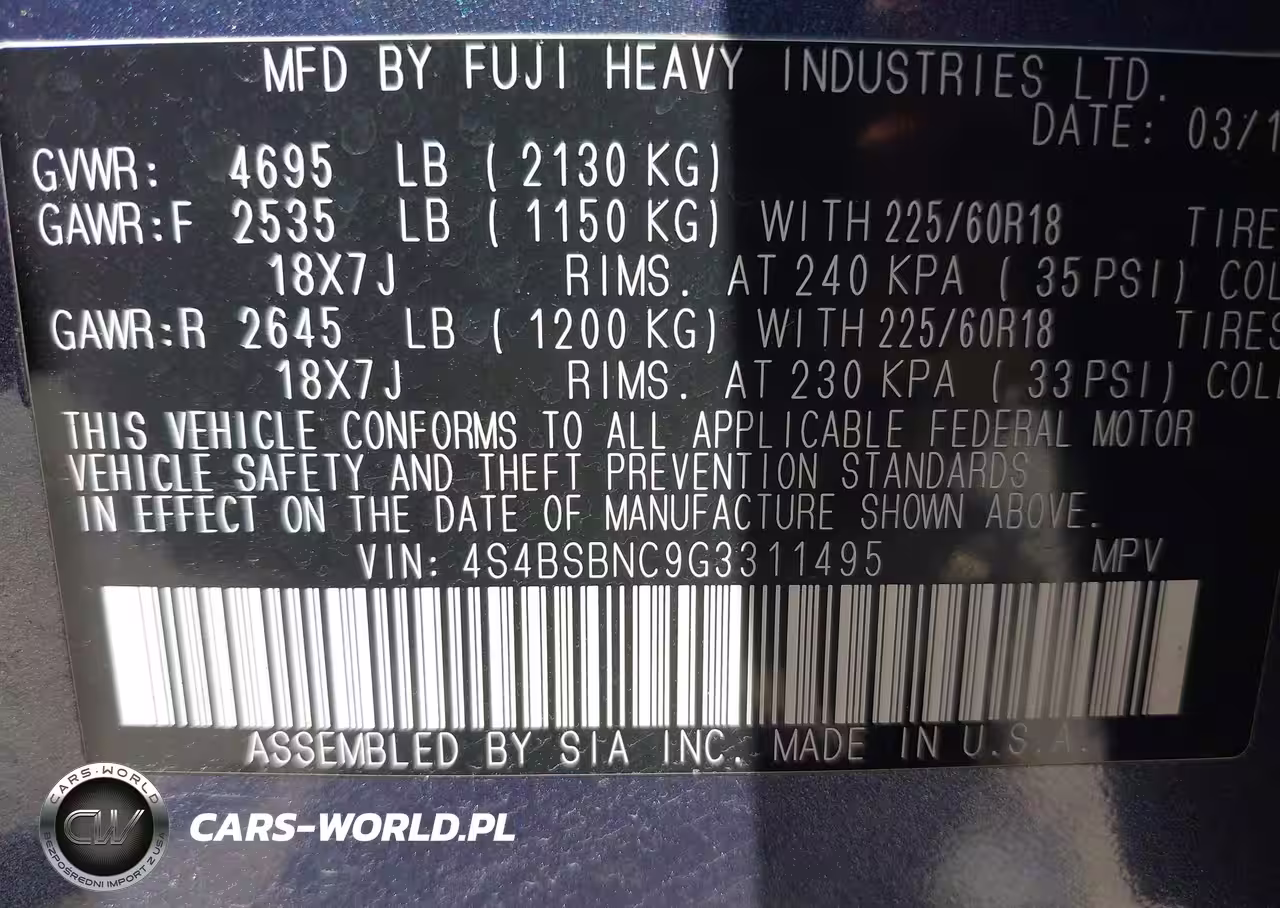 MFD BY FUJI HEAVY INDUSTRIES LTD.
DATE: 03/1
GVWR: 4695 LB ( 2130 KG)
GAWR:F 2535 LB ( 1150 KG) WITH 225/60R18 TIRE
18X7J RIMS. AT 240 KPA ( 35 PSI) COL
GAWR:R 2645 LB ( 1200 KG) WITH 225/60R18 TIRES
18X7J RIMS. AT 230 KPA ( 33 PSI) COL
THIS VEHICLE CONFORMS TO ALL APPLICABLE FEDERAL MOTOR
VEHICLE SAFETY AND THEFT PREVENTION STANDARDS
IN EFFECT ON THE DATE OF MANUFACTURE SHOWN ABOVE.
VIN: 4S4BSBNC9G3311495 MPV
ASSEMBLED BY SIA INC. MADE IN U.S.A.
CARS-WORLD
CW
BEZPOŚREDNI IMPORT Z USA
CARS-WORLD.PL